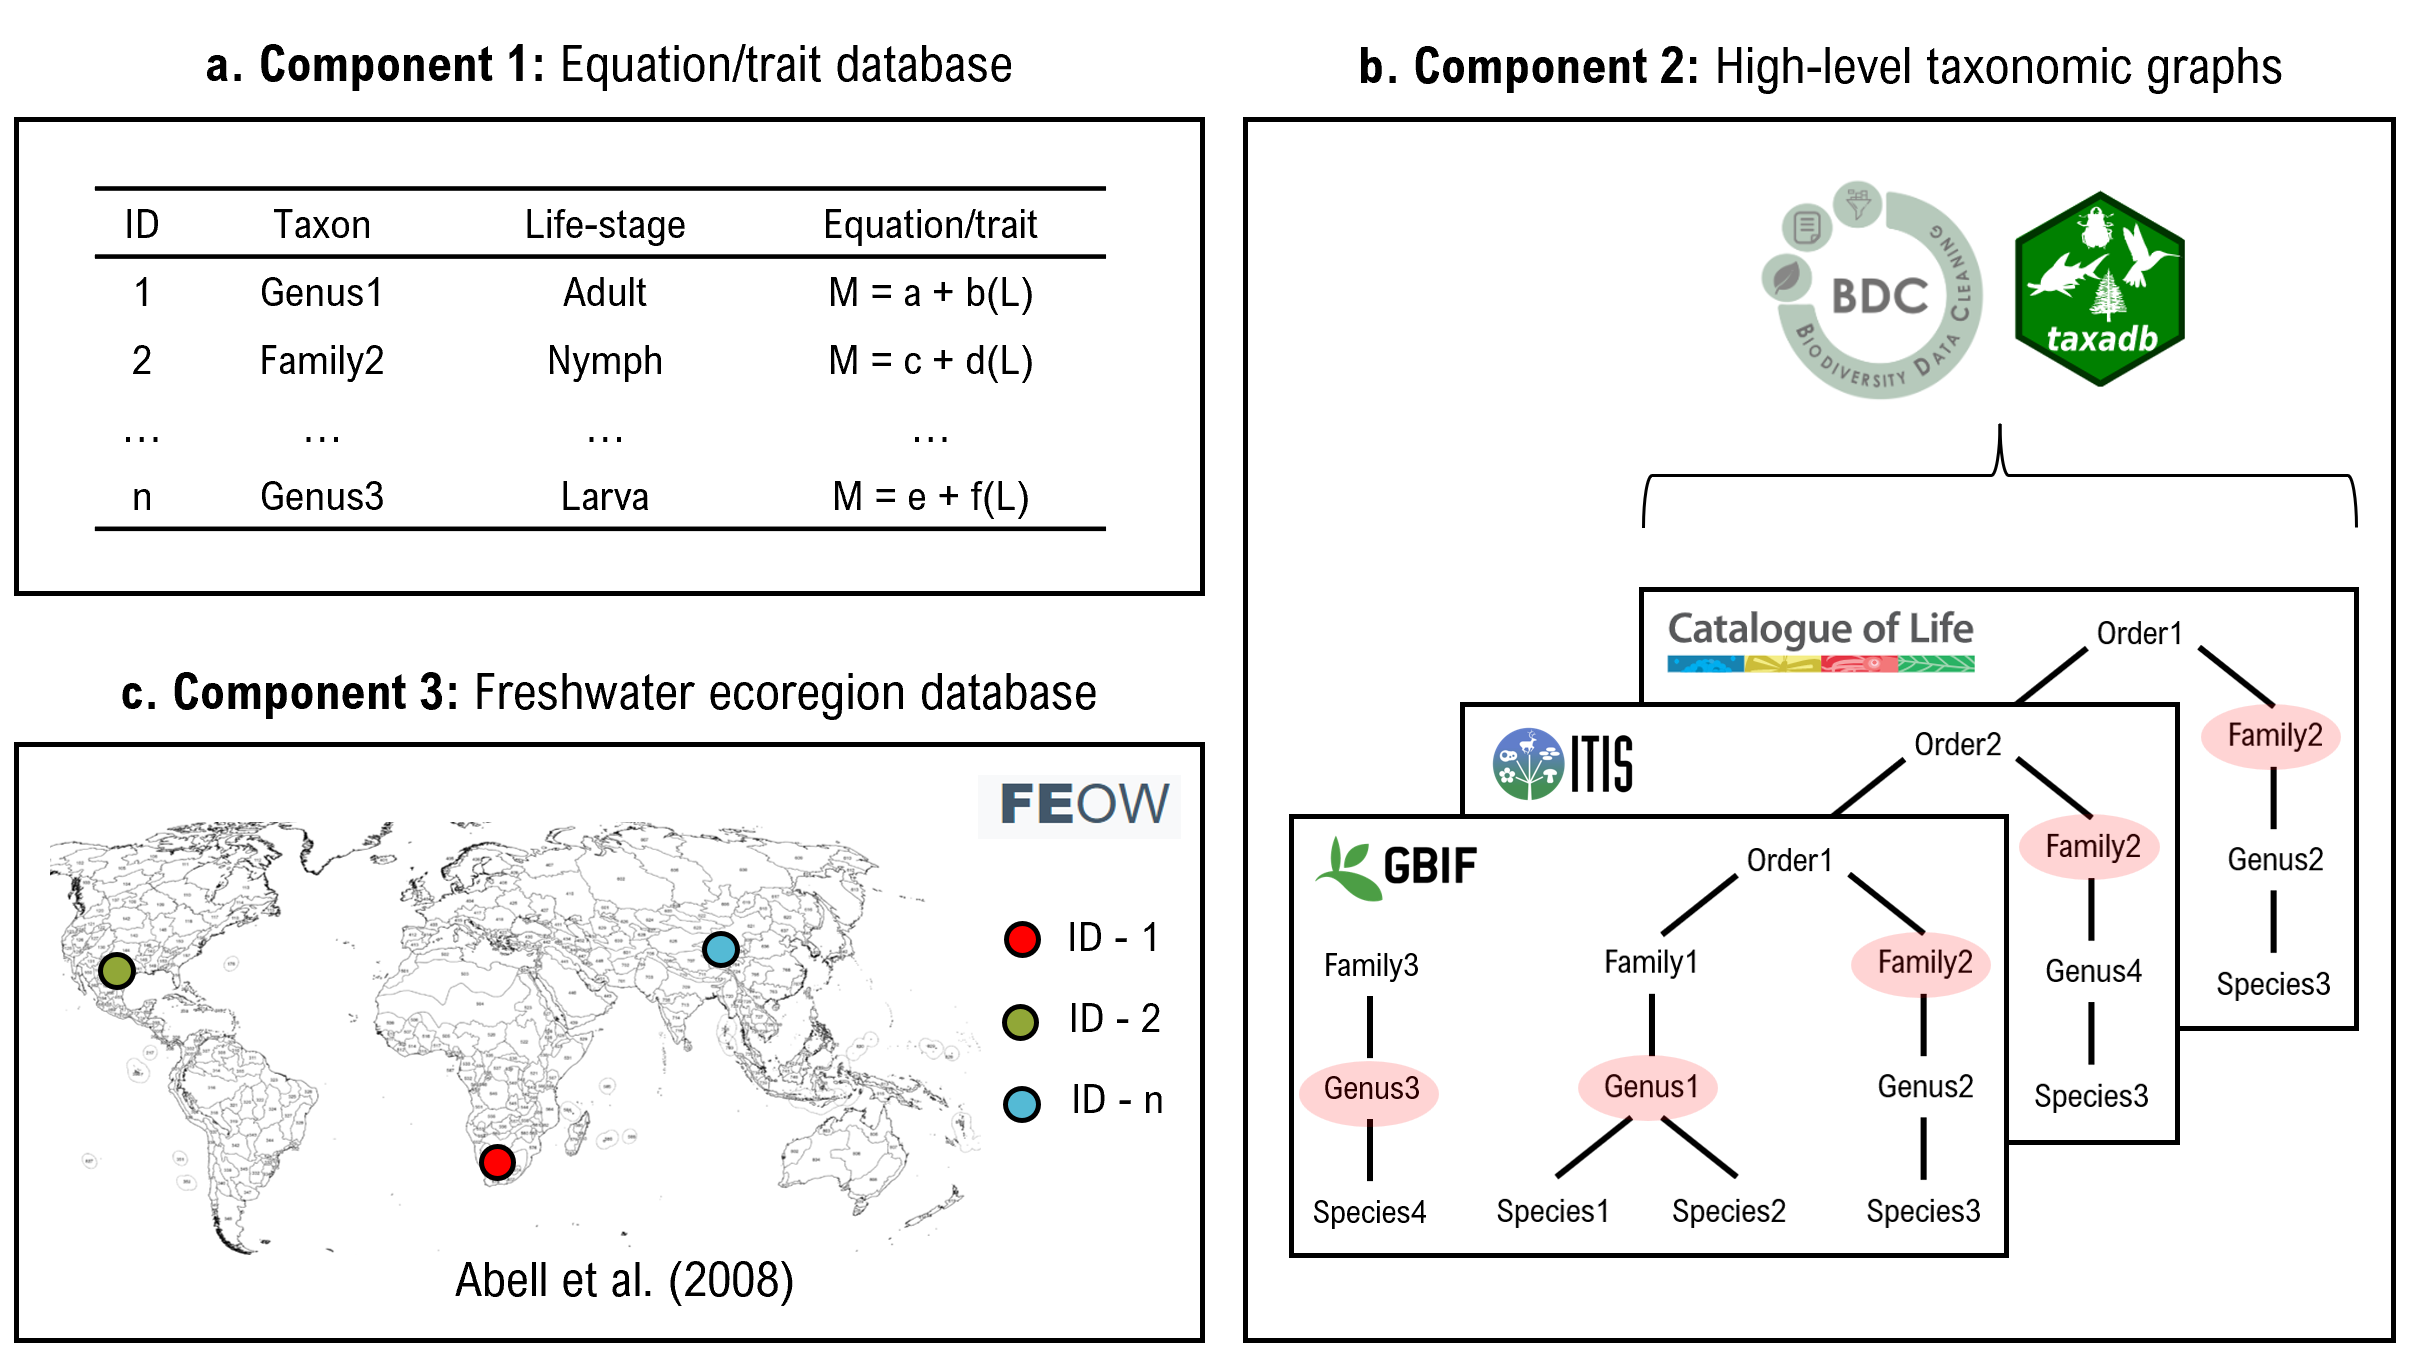 a. Component 1: Equation/trait database
ID Taxon Life-stage Equation/trait
1 Genus1 Adult M = a + b(L)
2 Family2 Nymph M = c + d(L)
... ... ... ...
n Genus3 Larva M = e + f(L)
c. Component 3: Freshwater ecoregion database
FEOW
ID - 1
ID - 2
ID - n
Abell et al. (2008)
b. Component 2: High-level taxonomic graphs
BDC
BIODIVERSITY DATA CLEANING
taxadb
Catalogue of Life
Order1
Family2
Genus2
Species3
ITIS
Order2
Family2
Genus4
Species3
GBIF
Order1
Family3 Family1 Family2
Genus3 Genus1 Genus2
Species4 Species1 Species2 Species3